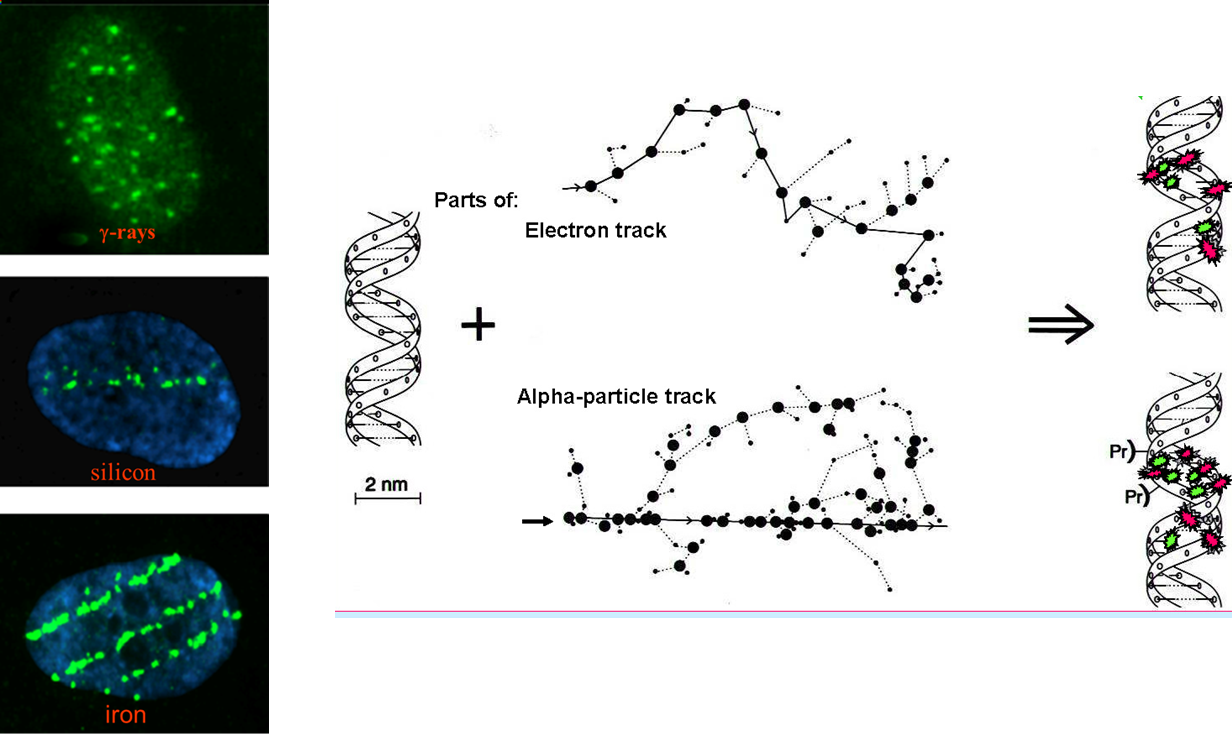 γ-rays
silicon
iron
Parts of:
Electron track
+
Alpha-particle track
2 nm
Pr)
Pr)